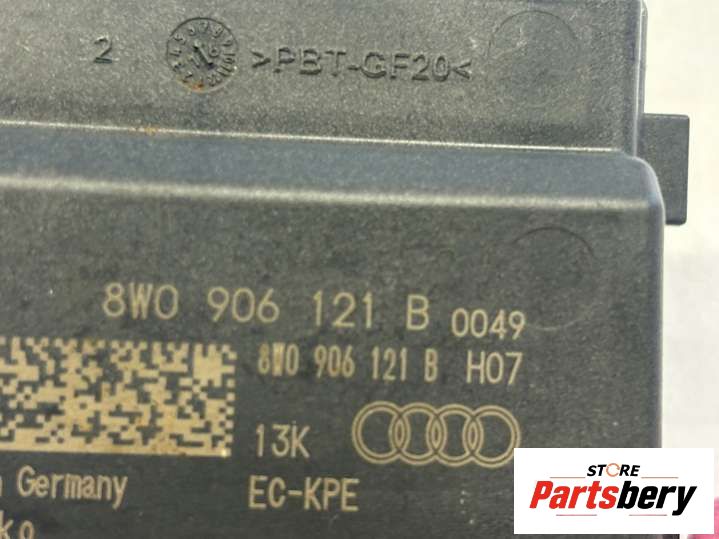 2 >PBT-GF20<
8W0 906 121 B 0049
8W0 906 121 B H07
13K
Germany EC-KPE
STORE
Partsbery